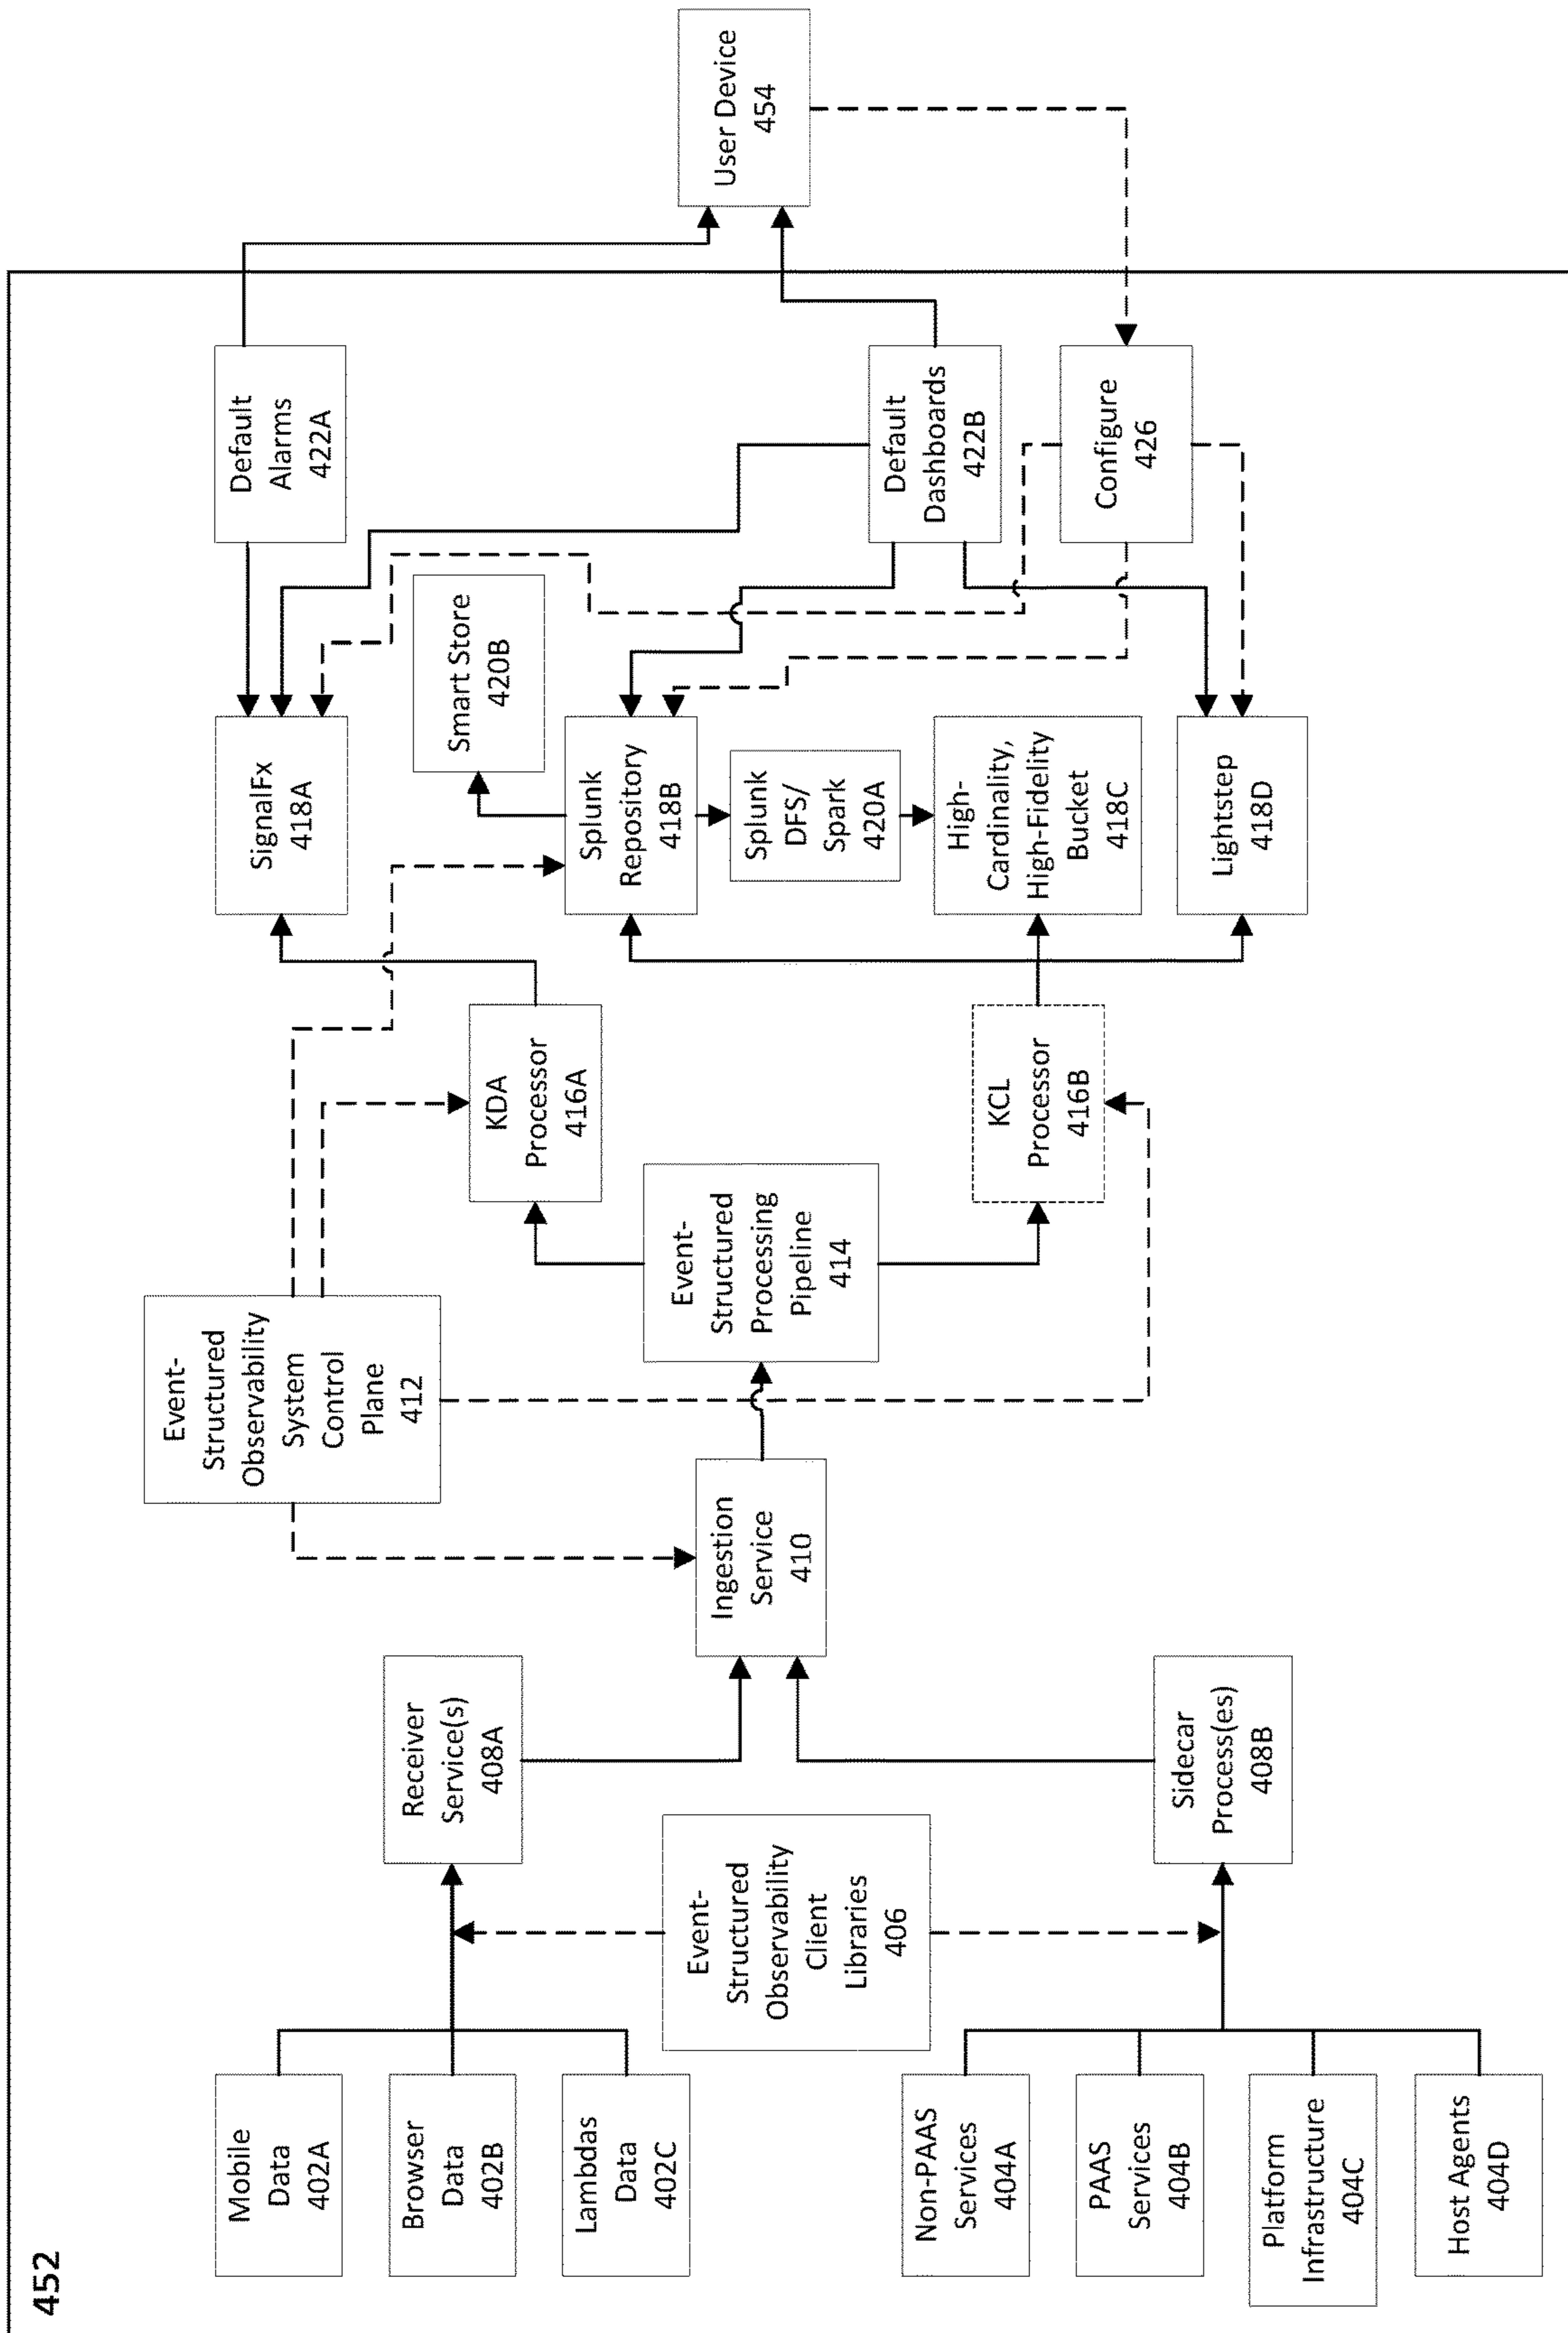 452
Mobile
Data
402A
Browser
Data
402B
Lambdas
Data
402C
Non-PAAS
Services
404A
PAAS
Services
404B
Platform
Infrastructure
404C
Host Agents
404D
Event-
Structured
Observability
Client
Libraries
406
Receiver
Service(s)
408A
Sidecar
Process(es)
408B
Ingestion
Service
410
Event-
Structured
Observability
System
Control
Plane
412
Event-
Structured
Processing
Pipeline
414
KDA
Processor
416A
KCL
Processor
416B
SignalFx
418A
Smart Store
420B
Splunk
Repository
418B
Splunk
DFS/
Spark
420A
High-
Cardinality,
High-Fidelity
Bucket
418C
Lightstep
418D
Default
Alarms
422A
Default
Dashboards
422B
Configure
426
User Device
454